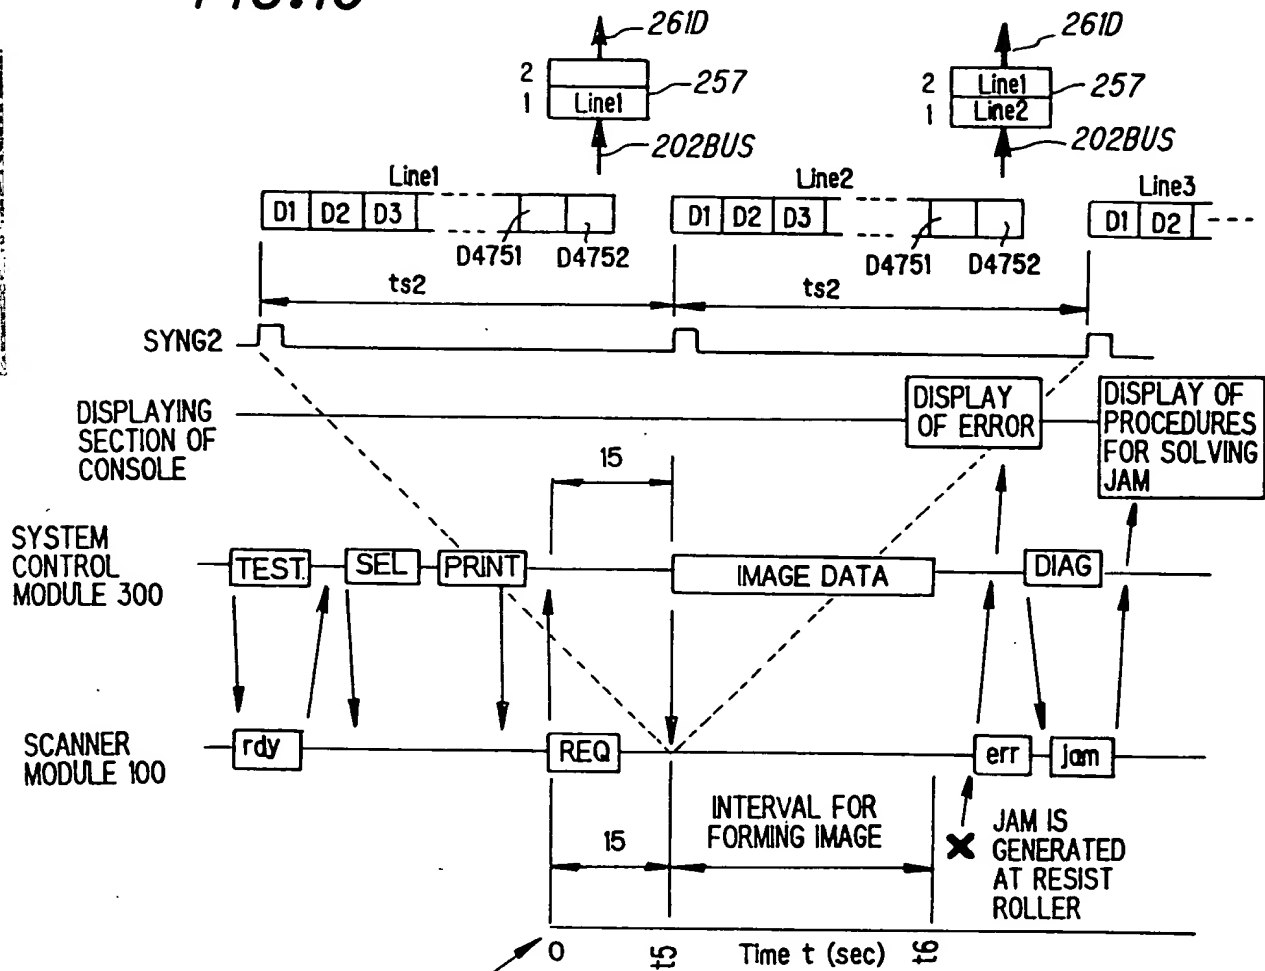 261D
2
257
1 Line1
202BUS
261D
2 Line1
257
1 Line2
202BUS
Line1
D1 D2 D3
D4751 D4752
Line2
D1 D2 D3
D4751 D4752
Line3
D1 D2
ts2
ts2
SYNG2
DISPLAYING
SECTION OF
CONSOLE
DISPLAY
OF ERROR
DISPLAY OF
PROCEDURES
FOR SOLVING
JAM
15
SYSTEM
CONTROL
MODULE 300
TEST.
SEL
PRINT
IMAGE DATA
DIAG
SCANNER
MODULE 100
rdy
REQ
err
jam
15
INTERVAL FOR
FORMING IMAGE
X JAM IS
GENERATED
AT RESIST
ROLLER
0
t5
Time t (sec)
t6